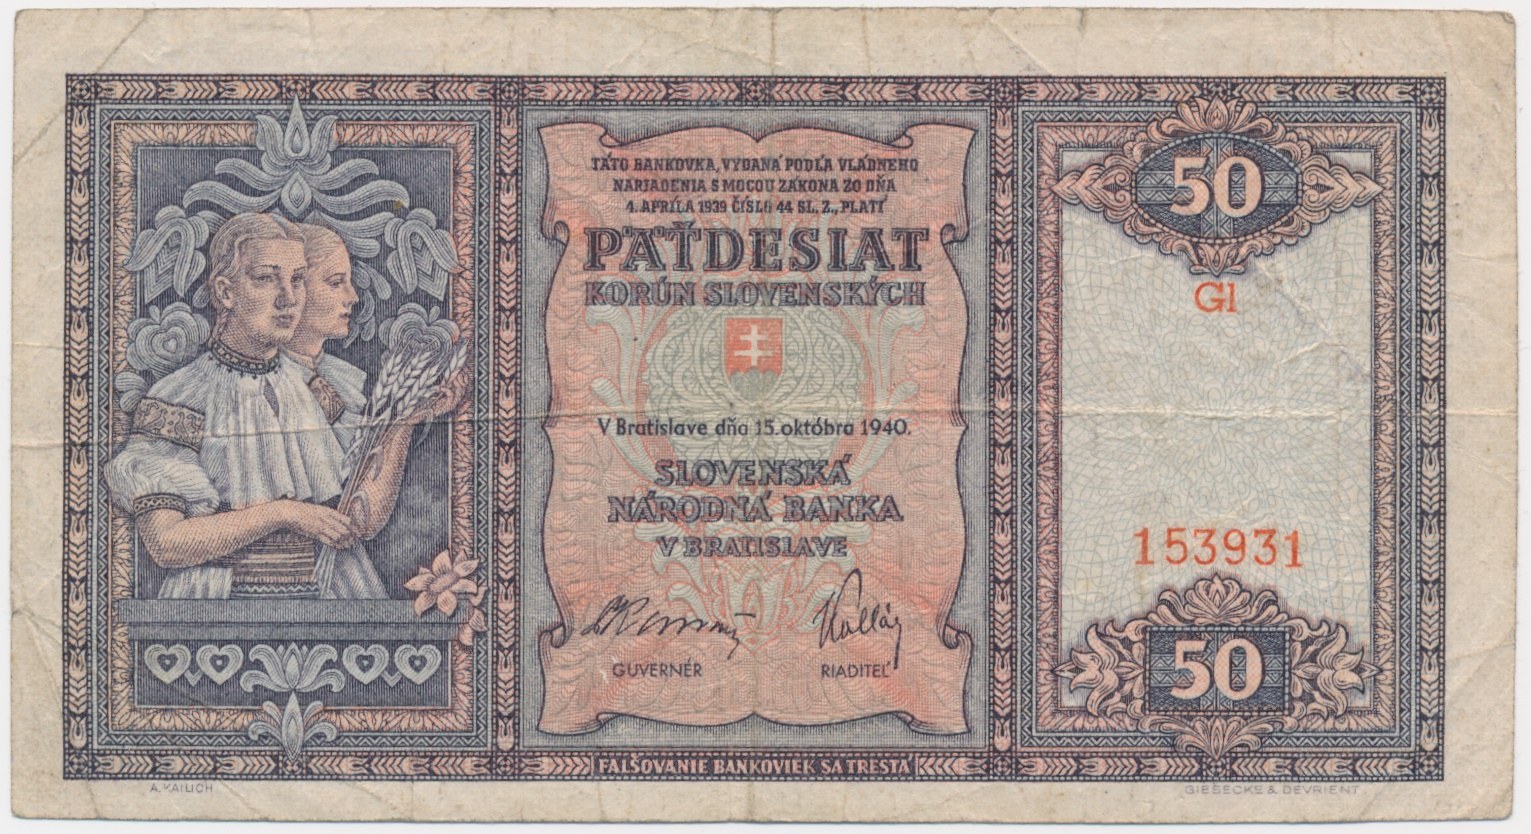 TÁTO BANKOVKA, VYDANÁ PODĽA VLÁDNEHO
NARIADENIA S MOCOU ZÁKONA ZO DŇA
4. APRÍLA 1939 ČÍSLO 44 SL. Z., PLATÍ
PÄŤDESIAT
KORÚN SLOVENSKÝCH
V Bratislave dňa 15. októbra 1940.
SLOVENSKÁ
NÁRODNÁ BANKA
V BRATISLAVE
GUVERNÉR
RIADITEĽ
FALŠOVANIE BANKOVIEK SA TRESTÁ
50
G1
153931
50
A. KAILICH
GIESECKE & DEVRIENT